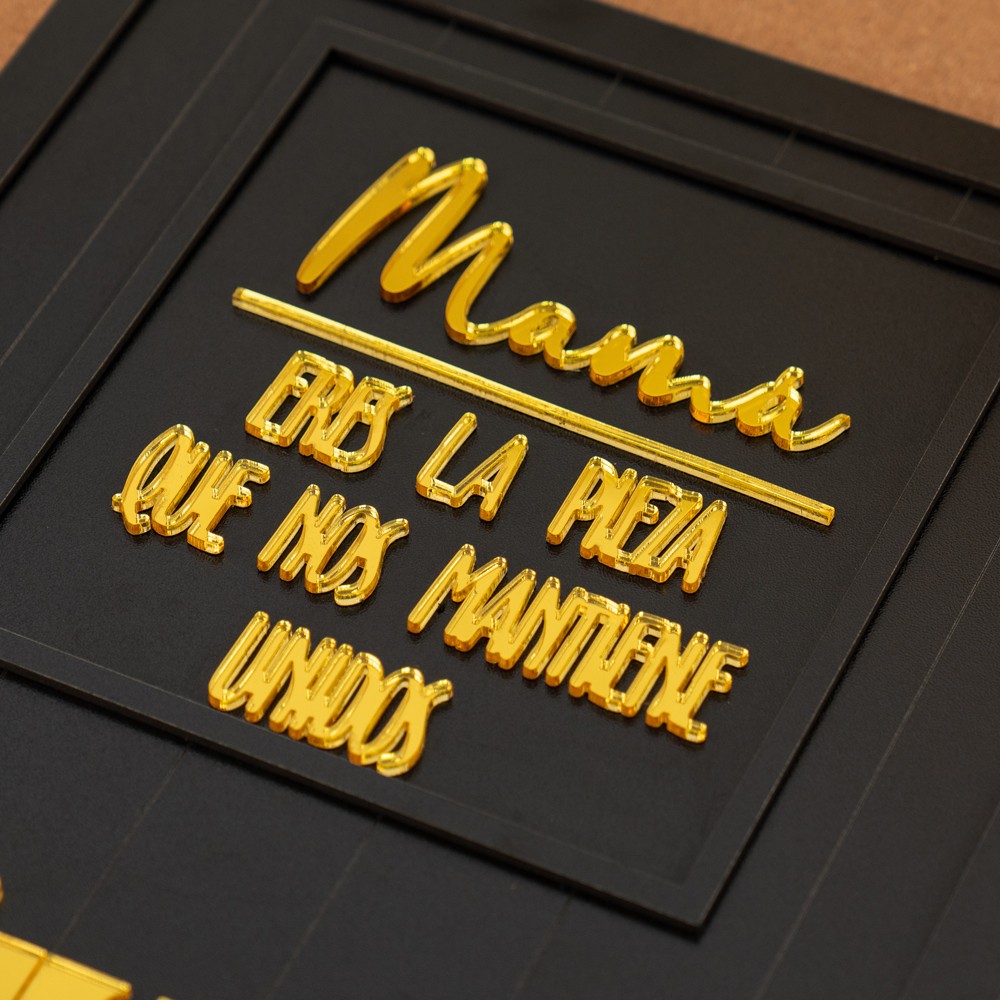 Mamá
ERES LA PIEZA
QUE NOS MANTIENE
UNIDOS